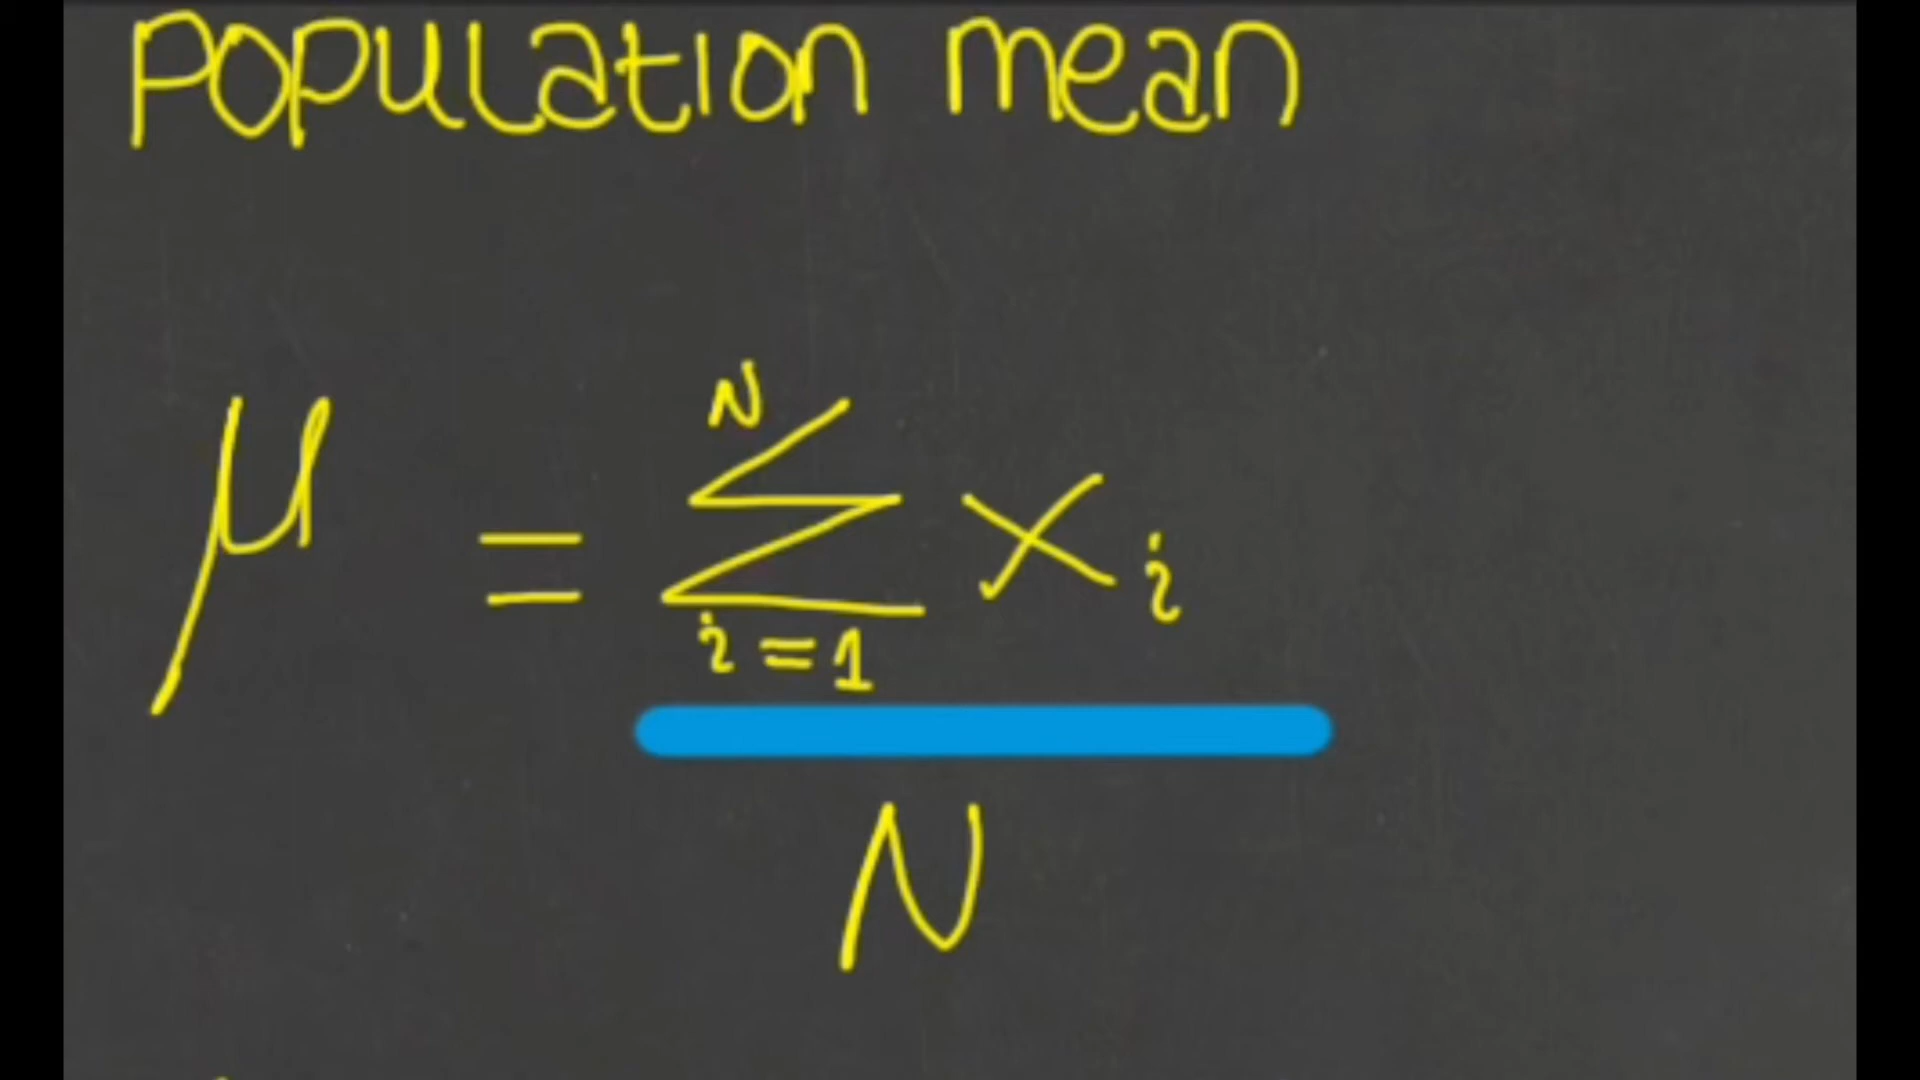 Population mean
N
μ = Σ xᵢ
i = 1
N